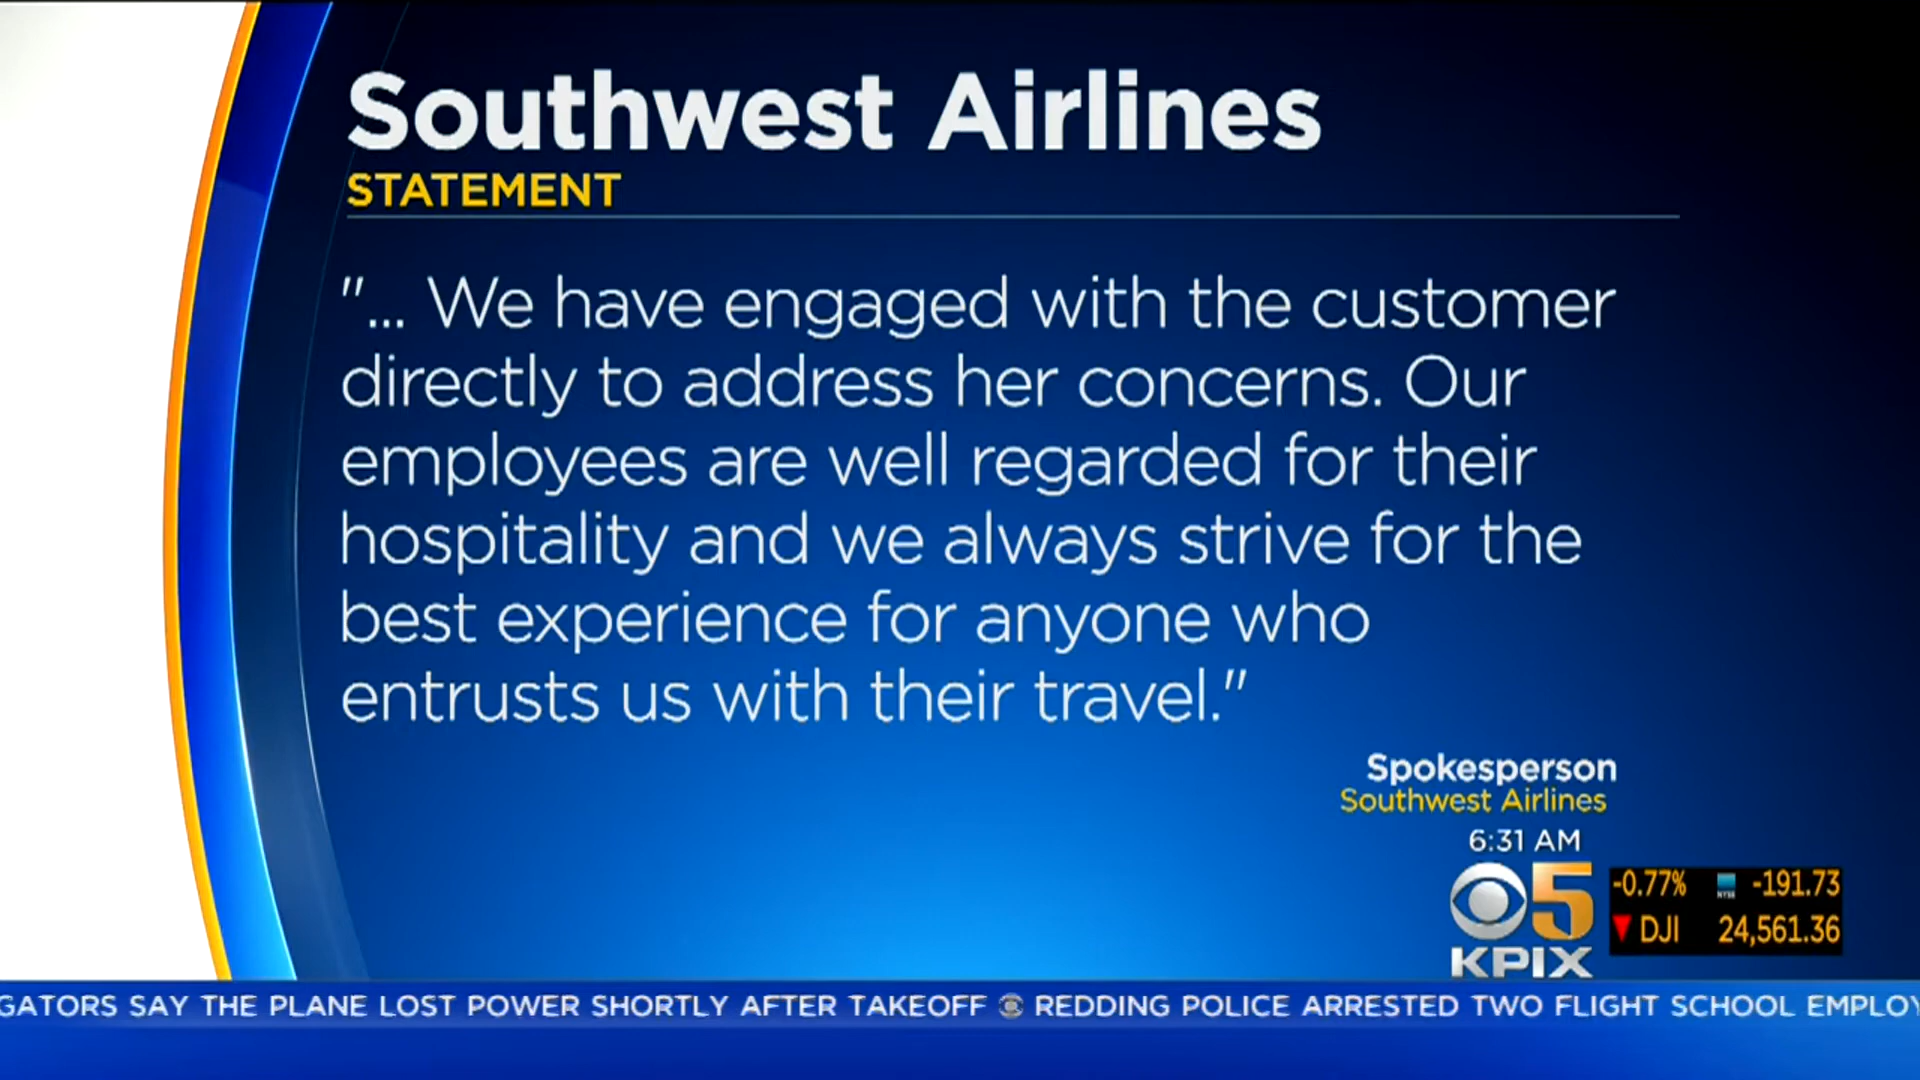 Southwest Airlines
STATEMENT
"... We have engaged with the customer
directly to address her concerns. Our
employees are well regarded for their
hospitality and we always strive for the
best experience for anyone who
entrusts us with their travel."
Spokesperson
Southwest Airlines
6:31 AM
5
KPIX
-0.77% NYSE -191.73
DJI 24,561.36
GATORS SAY THE PLANE LOST POWER SHORTLY AFTER TAKEOFF REDDING POLICE ARRESTED TWO FLIGHT SCHOOL EMPLOY